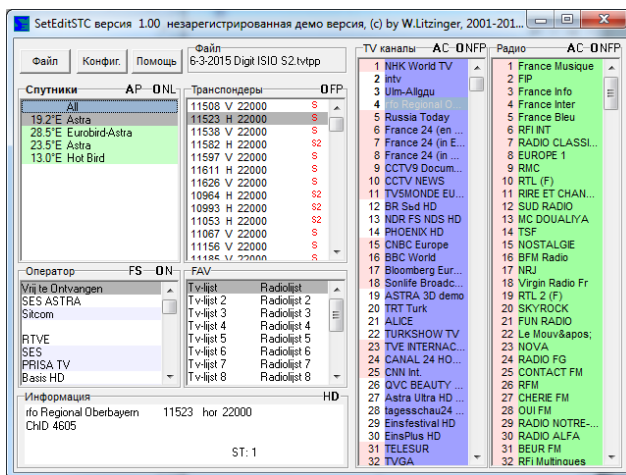 SetEditSTC версия 1.00 незарегистрированная демо версия, (c) by W.Litzinger, 2001-201...
Файл
Конфиг.
Помощь
Файл
6-3-2015 Digit ISIO S2.tvtpp
Спутники AP ONL
All
19.2°E Astra
28.5°E Eurobird-Astra
23.5°E Astra
13.0°E Hot Bird
Транспондеры OFP
11508 V 22000 S
11523 H 22000 S
11538 V 22000 S
11582 H 22000 S2
11597 V 22000 S
11611 H 22000 S
11626 V 22000 S
10964 H 22000 S2
10993 H 22000 S2
11053 H 22000 S2
11067 V 22000 S
11156 V 22000 S
11185 V 22000 S
Оператор FS ON
Vrij te Ontvangen
SES ASTRA
Sitcom
RTVE
SES
PRISA TV
Basis HD
FAV
Tv-lijst Radiolijst
Tv-lijst 2 Radiolijst 2
Tv-lijst 3 Radiolijst 3
Tv-lijst 4 Radiolijst 4
Tv-lijst 5 Radiolijst 5
Tv-lijst 6 Radiolijst 6
Tv-lijst 7 Radiolijst 7
Tv-lijst 8 Radiolijst 8
Информация HD
rfo Regional Oberbayern 11523 hor 22000
ChID 4605
ST: 1
TV каналы AC ONFP
1 NHK World TV
2 intv
3 Ulm-Allgдu
4 rfo Regional O...
5 Russia Today
6 France 24 (en ...
7 France 24 (in E...
8 France 24 (in ...
9 CCTV9 Docum...
10 CCTV NEWS
11 TV5MONDE EU...
12 BR Sьd HD
13 NDR FS NDS HD
14 PHOENIX HD
15 CNBC Europe
16 BBC World
17 Bloomberg Eur...
18 Sonlife Broadc...
19 ASTRA 3D demo
20 TRT Turk
21 ALICE
22 TURKSHOW TV
23 TVE INTERNAC...
24 CANAL 24 HO...
25 CNN Int.
26 QVC BEAUTY ...
27 Astra Ultra HD ...
28 tagesschau24 ...
29 Einsfestival HD
30 EinsPlus HD
31 TELESUR
32 TVGA
Радио AC ONFP
1 France Musique
2 FIP
3 France Info
4 France Inter
5 France Bleu
6 RFI INT
7 RADIO CLASSI...
8 EUROPE 1
9 RMC
10 RTL (F)
11 RIRE ET CHAN...
12 SUD RADIO
13 MC DOUALIYA
14 TSF
15 NOSTALGIE
16 BFM Radio
17 NRJ
18 Virgin Radio Fr
19 RTL 2 (F)
20 SKYROCK
21 FUN RADIO
22 Le Mouv&apos;
23 NOVA
24 RADIO FG
25 CONTACT FM
26 RFM
27 CHERIE FM
28 OUI FM
29 RADIO NOTRE-...
30 RADIO ALFA
31 BEUR FM
32 RFi Multingues